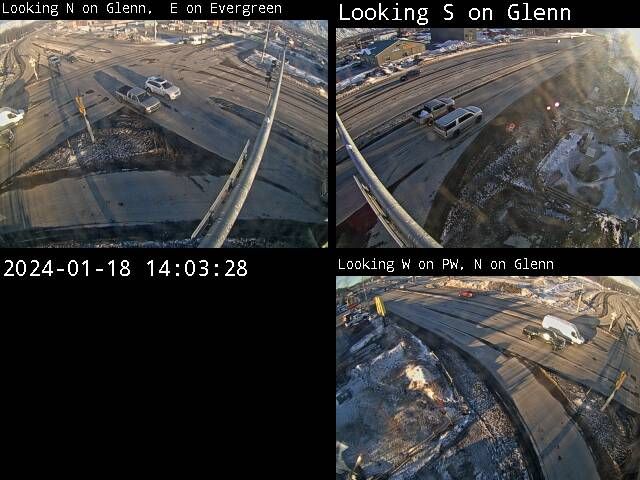 Looking N on Glenn,  E on Evergreen
Looking S on Glenn
2024-01-18 14:03:28
Looking W on PW, N on Glenn